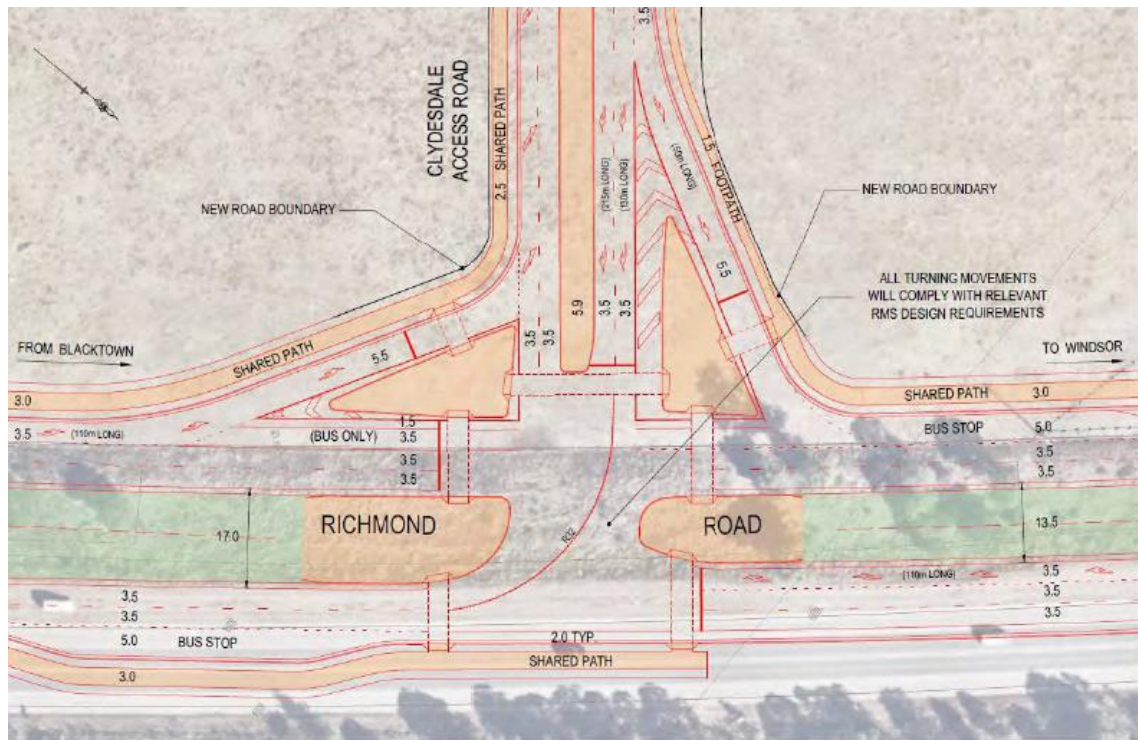 3.5
CLYDESDALE
ACCESS ROAD
2.5 SHARED PATH
(215m LONG)
(130m LONG)
(50m LONG)
1.5 FOOTPATH
NEW ROAD BOUNDARY
NEW ROAD BOUNDARY
5.5
ALL TURNING MOVEMENTS
WILL COMPLY WITH RELEVANT
RMS DESIGN REQUIREMENTS
3.5
3.5
5.9
3.5
3.5
FROM BLACKTOWN
SHARED PATH
5.5
TO WINDSOR
3.0
SHARED PATH 3.0
3.5
(110m LONG)
1.5
(BUS ONLY) 3.5
3.5
3.5
BUS STOP 5.0
3.5
3.5
17.0
RICHMOND
ROAD
13.5
R32
3.5
3.5
5.0 BUS STOP
(110m LONG)
3.5
3.5
3.5
2.0 TYP.
SHARED PATH
3.0